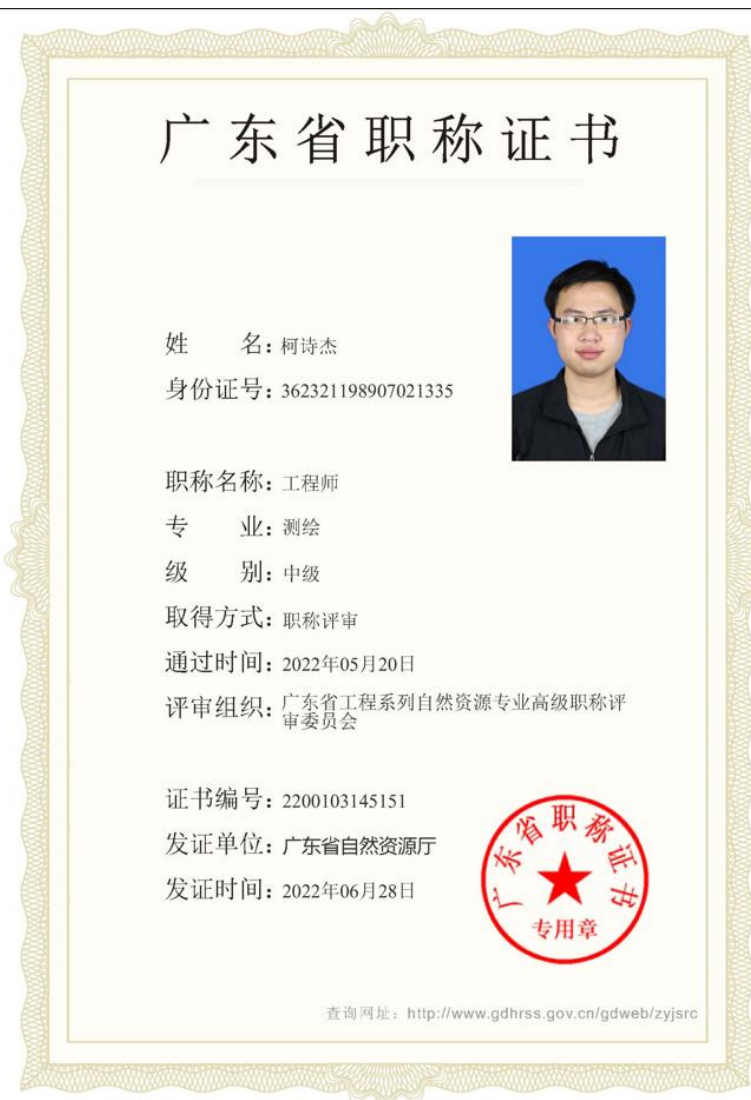 广东省职称证书
姓 名：柯诗杰
身份证号：362321198907021335
职称名称：工程师
专 业：测绘
级 别：中级
取得方式：职称评审
通过时间：2022年05月20日
评审组织：广东省工程系列自然资源专业高级职称评
审委员会
证书编号：2200103145151
发证单位：广东省自然资源厅
发证时间：2022年06月28日
广东省职称证书
专用章
查询网址：http://www.gdhrss.gov.cn/gdweb/zyjsrc